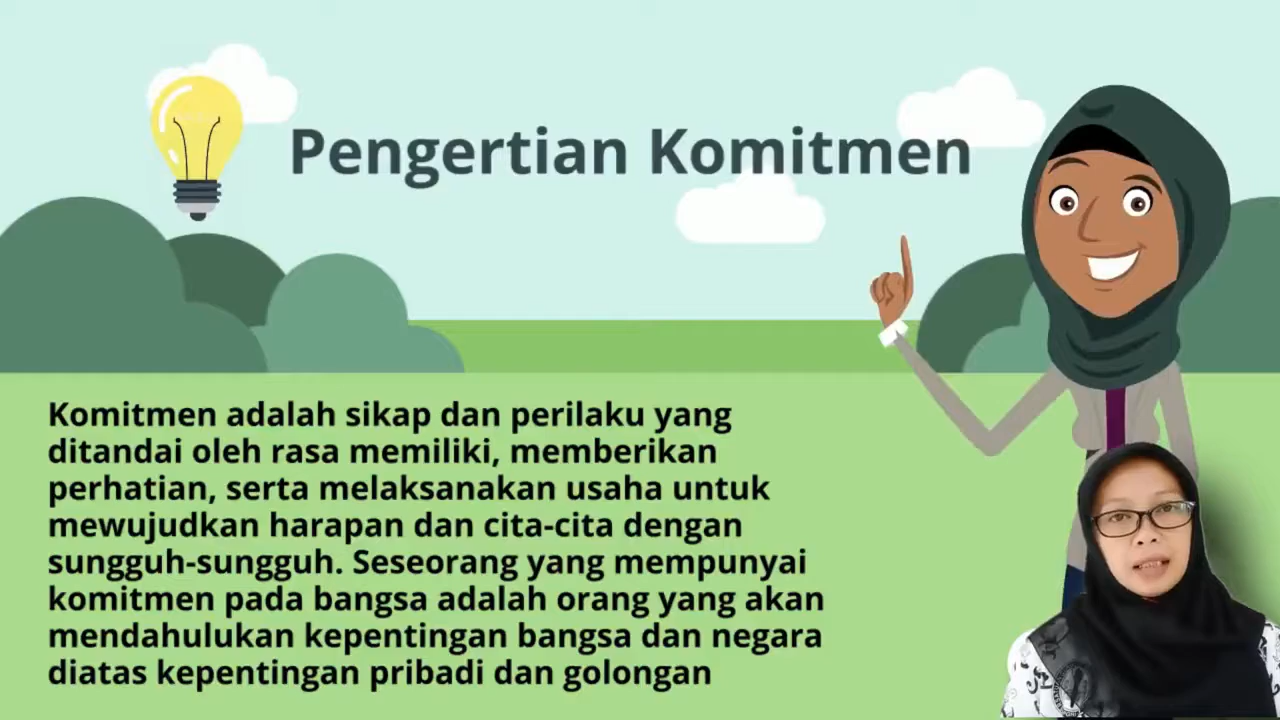 Pengertian Komitmen
Komitmen adalah sikap dan perilaku yang
ditandai oleh rasa memiliki, memberikan
perhatian, serta melaksanakan usaha untuk
mewujudkan harapan dan cita-cita dengan
sungguh-sungguh. Seseorang yang mempunyai
komitmen pada bangsa adalah orang yang akan
mendahulukan kepentingan bangsa dan negara
diatas kepentingan pribadi dan golongan